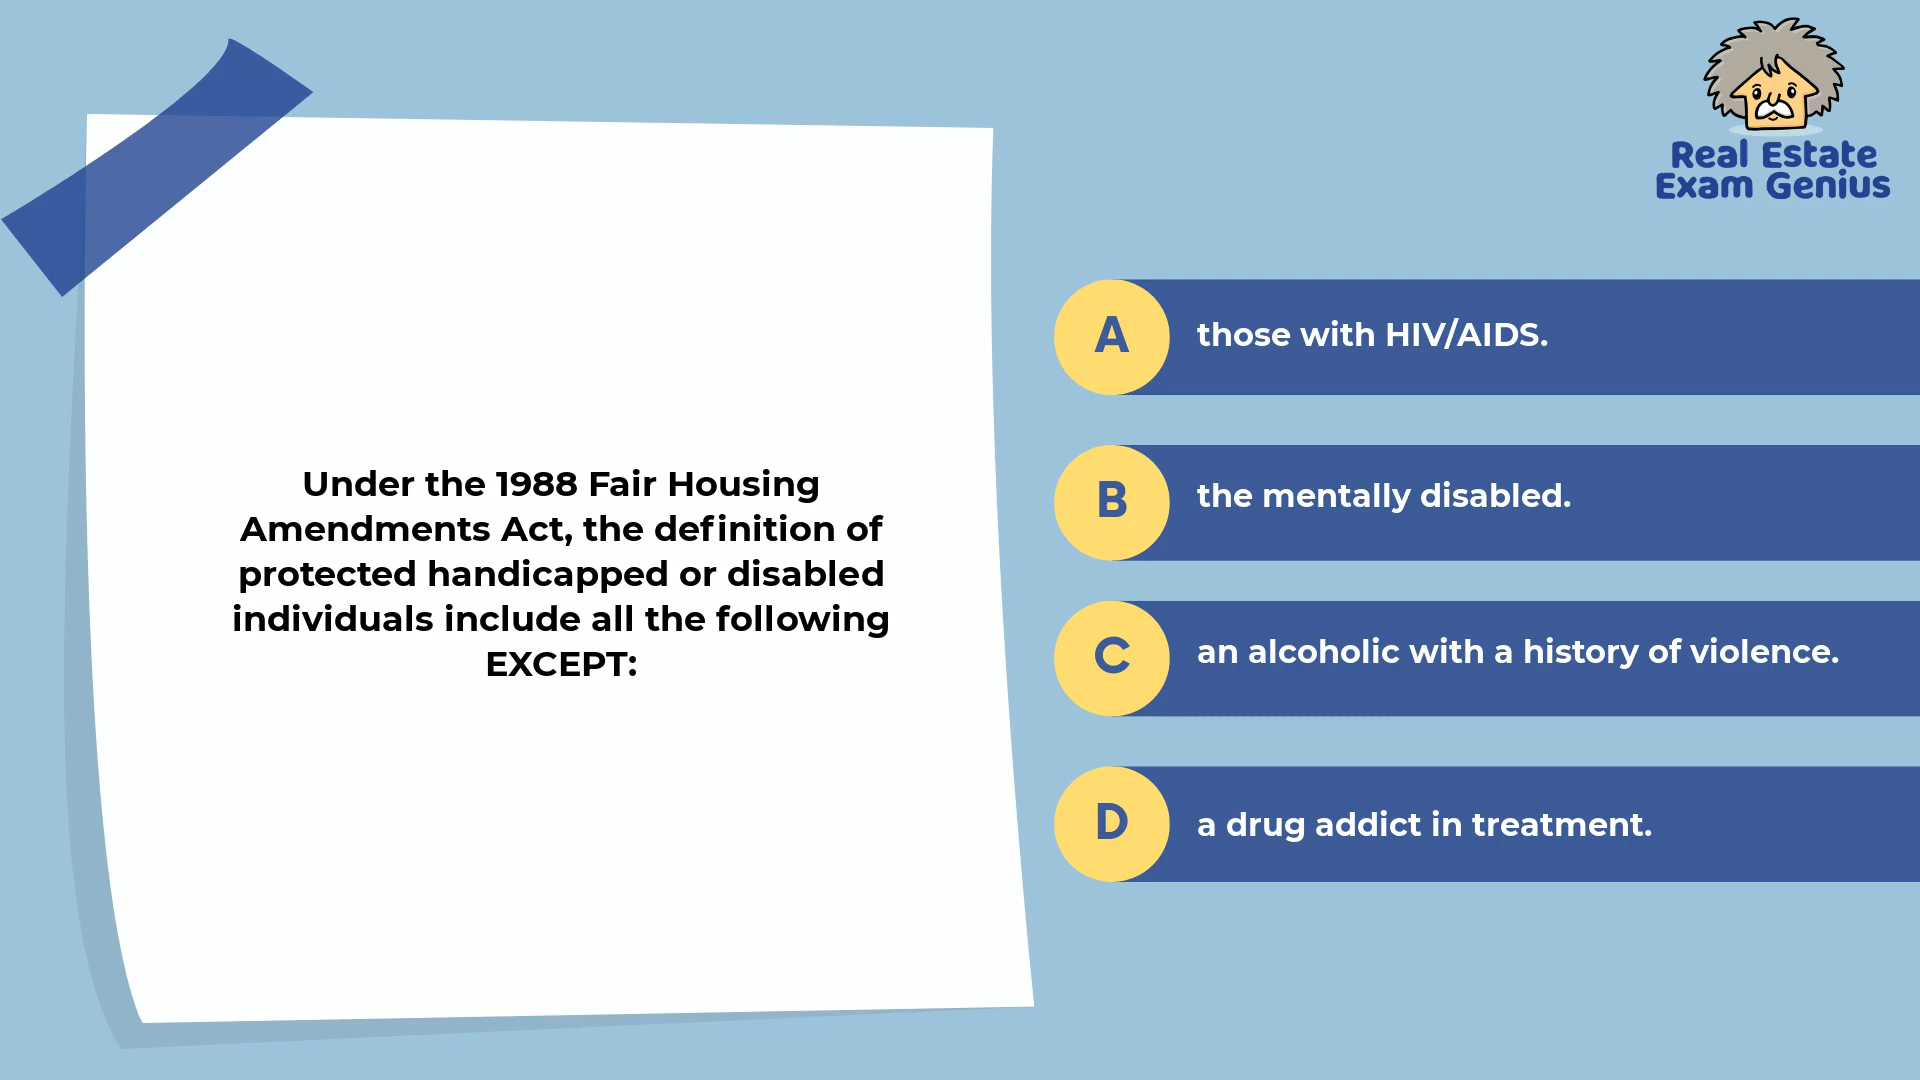 Real Estate
Exam Genius
Under the 1988 Fair Housing
Amendments Act, the definition of
protected handicapped or disabled
individuals include all the following
EXCEPT:
A those with HIV/AIDS.
B the mentally disabled.
C an alcoholic with a history of violence.
D a drug addict in treatment.